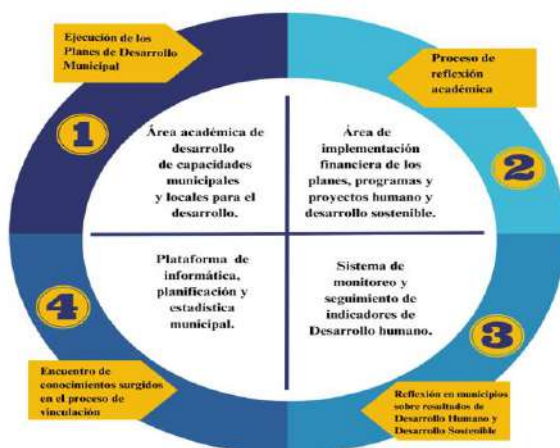 Ejecución de los
Planes de Desarrollo
Municipal
Proceso de
reflexión
académica
1
Área académica de
desarrollo
de capacidades
municipales
y locales para el
desarrollo.
Área de
implementación
financiera de los
planes, programas y
proyectos humano y
desarrollo sostenible.
2
4
Plataforma de
informática,
planificación y
estadística
municipal.
Sistema de
monitoreo y
seguimiento de
indicadores de
Desarrollo humano.
3
Encuentro de
conocimientos surgidos
en el proceso de
vinculación
Reflexión en municipios
sobre resultados de
Desarrollo Humano y
Desarrollo Sostenible